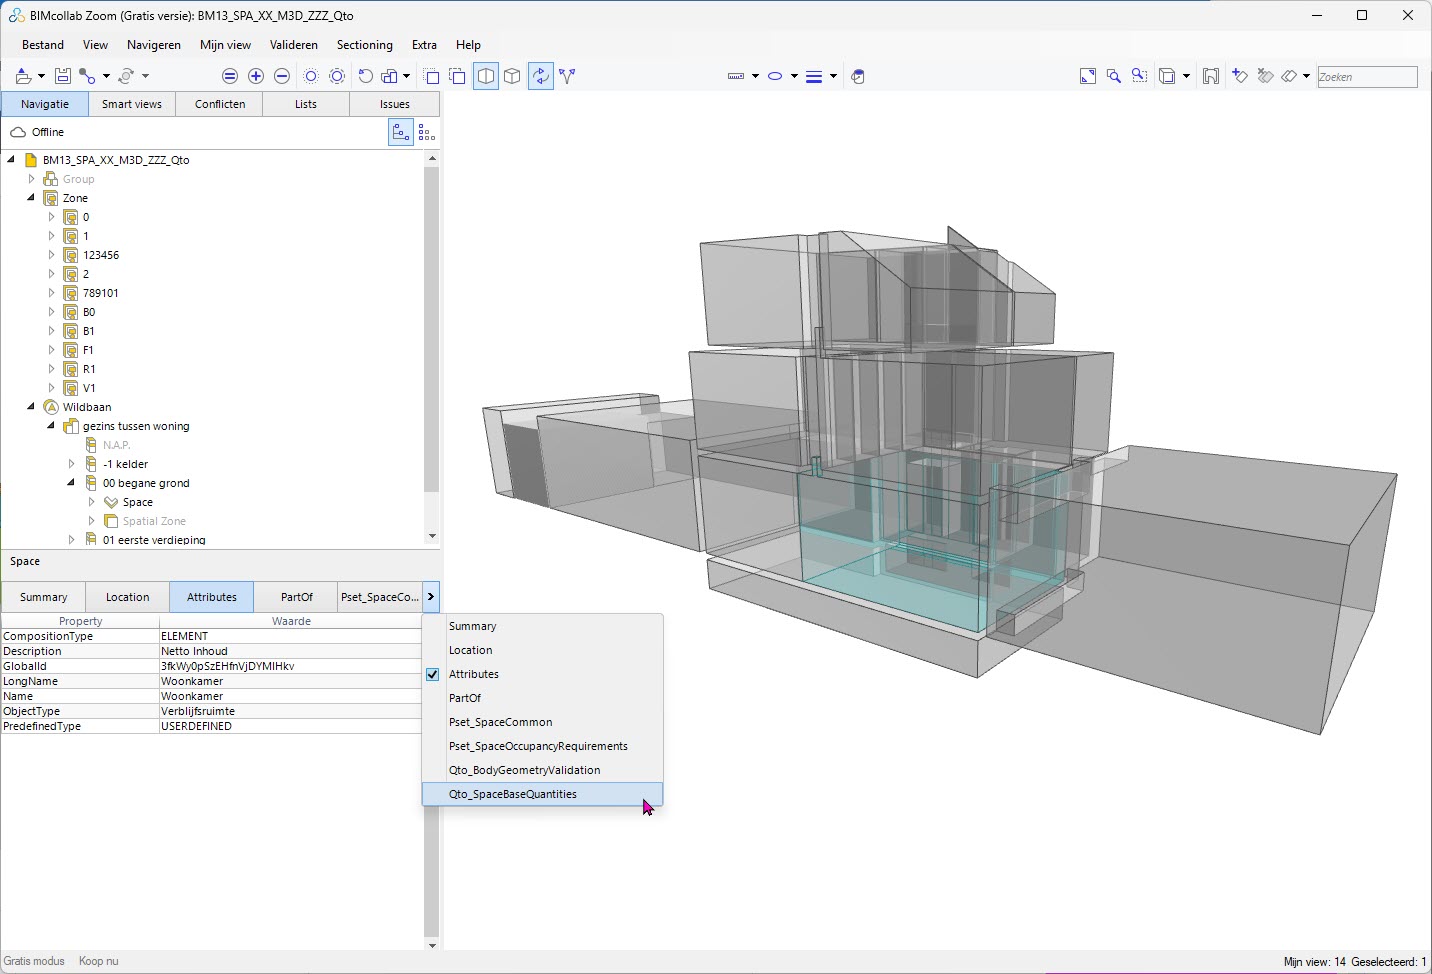 BIMcollab Zoom (Gratis versie): BM13_SPA_XX_M3D_ZZZ_Qto
Bestand View Navigeren Mijn view Valideren Sectioning Extra Help
Zoeken
Navigatie Smart views Conflicten Lists Issues
Offline
BM13_SPA_XX_M3D_ZZZ_Qto
Group
Zone
0
1
123456
2
789101
B0
B1
F1
R1
V1
Wildbaan
gezins tussen woning
N.A.P.
-1 kelder
00 begane grond
Space
Spatial Zone
01 eerste verdieping
Space
Summary Location Attributes PartOf Pset_SpaceCo...
Property Waarde
CompositionType ELEMENT
Description Netto Inhoud
GlobalId 3fkWy0pSzEHfnVjDYMIHkv
LongName Woonkamer
Name Woonkamer
ObjectType Verblijfsruimte
PredefinedType USERDEFINED
Summary
Location
Attributes
PartOf
Pset_SpaceCommon
Pset_SpaceOccupancyRequirements
Qto_BodyGeometryValidation
Qto_SpaceBaseQuantities
Gratis modus Koop nu
Mijn view: 14 Geselecteerd: 1